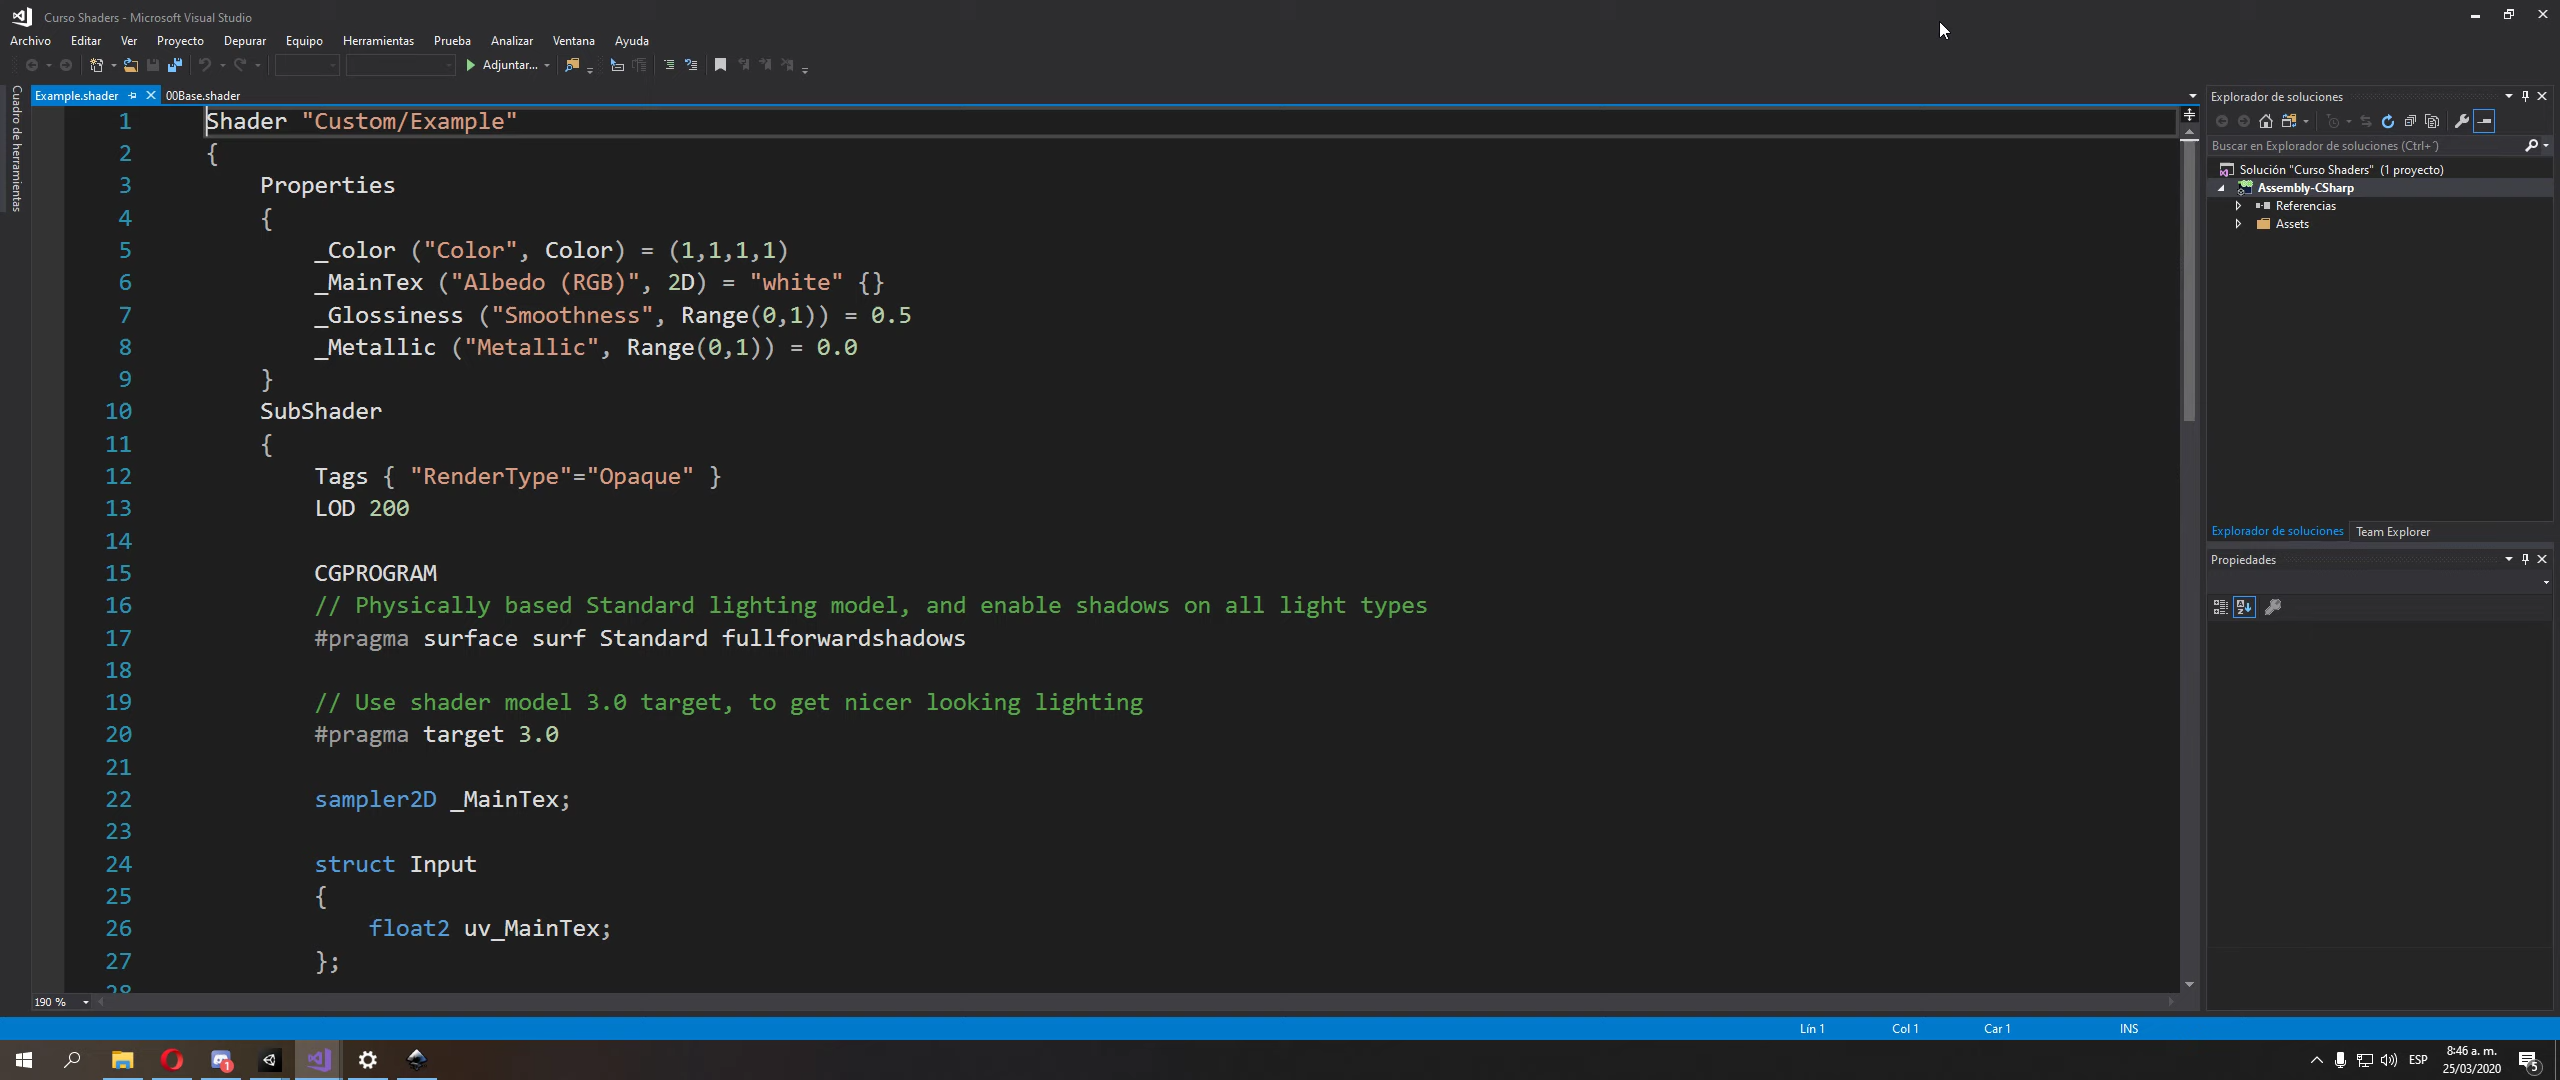 Curso Shaders - Microsoft Visual Studio
Archivo Editar Ver Proyecto Depurar Equipo Herramientas Prueba Analizar Ventana Ayuda
Adjuntar...
Cuadro de herramientas
Example.shader 00Base.shader
1 Shader "Custom/Example"
2 {
3 Properties
4 {
5 _Color ("Color", Color) = (1,1,1,1)
6 _MainTex ("Albedo (RGB)", 2D) = "white" {}
7 _Glossiness ("Smoothness", Range(0,1)) = 0.5
8 _Metallic ("Metallic", Range(0,1)) = 0.0
9 }
10 SubShader
11 {
12 Tags { "RenderType"="Opaque" }
13 LOD 200
14
15 CGPROGRAM
16 // Physically based Standard lighting model, and enable shadows on all light types
17 #pragma surface surf Standard fullforwardshadows
18
19 // Use shader model 3.0 target, to get nicer looking lighting
20 #pragma target 3.0
21
22 sampler2D _MainTex;
23
24 struct Input
25 {
26 float2 uv_MainTex;
27 };
28
190 %
Explorador de soluciones
Buscar en Explorador de soluciones (Ctrl+´)
Solución "Curso Shaders" (1 proyecto)
Assembly-CSharp
Referencias
Assets
Explorador de soluciones Team Explorer
Propiedades
Lín 1 Col 1 Car 1 INS
1
ESP
8:46 a. m.
25/03/2020
5